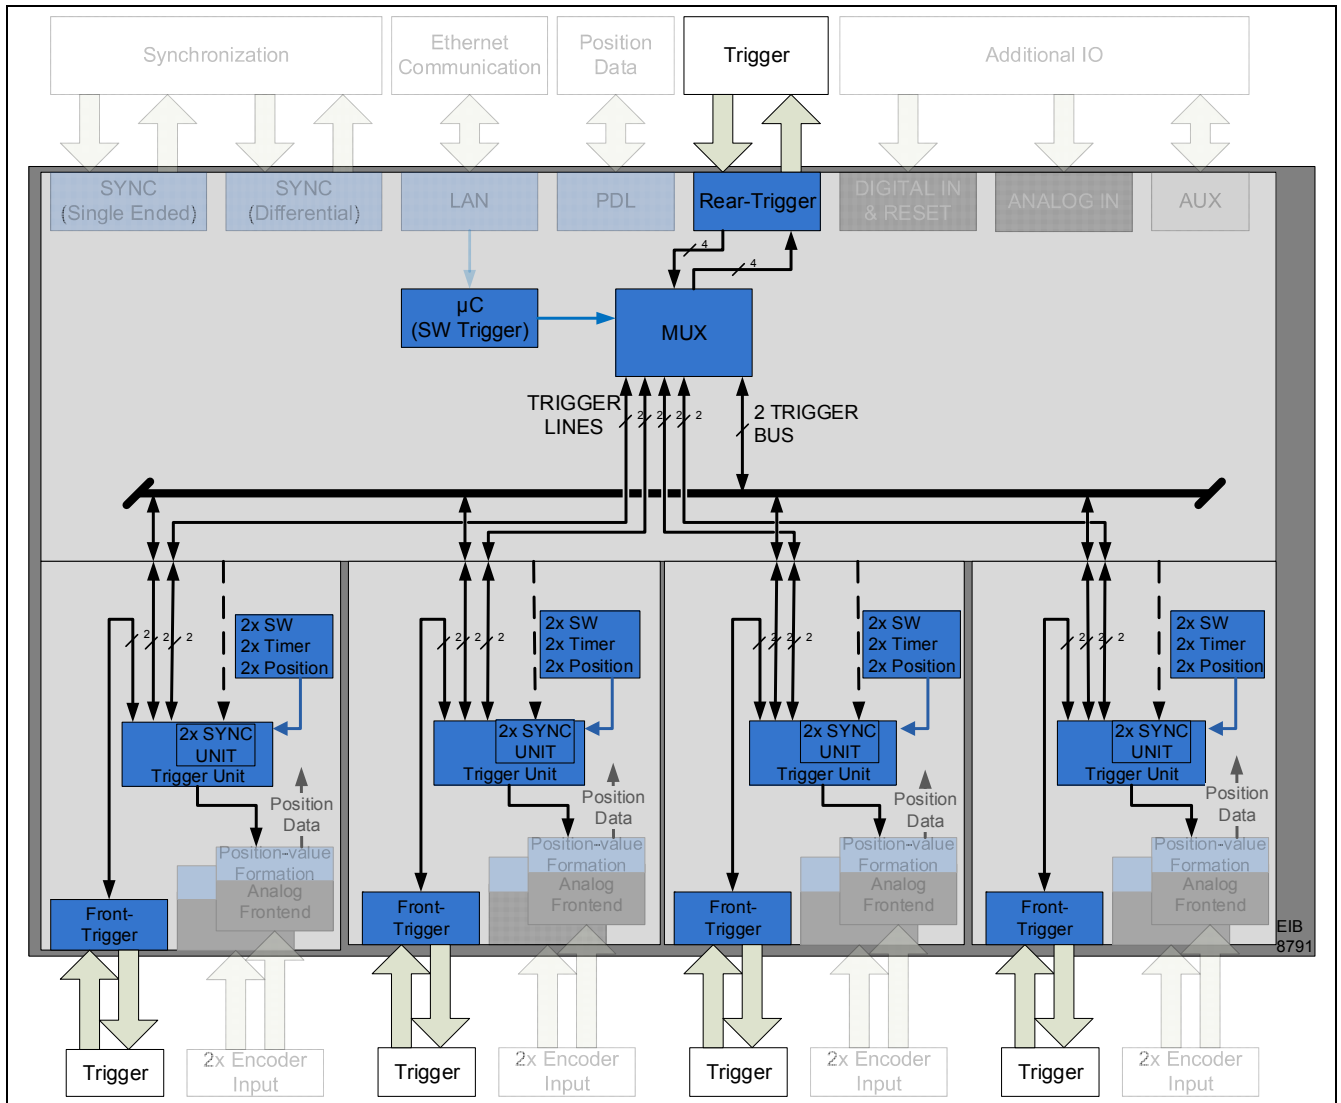 Synchronization
Ethernet
Communication
Position
Data
Trigger
Additional IO
SYNC
(Single Ended)
SYNC
(Differential)
LAN
PDL
Rear-Trigger
DIGITAL IN
& RESET
ANALOG IN
AUX
4
4
µC
(SW Trigger)
MUX
TRIGGER
LINES
2
2
2
2
2 TRIGGER
BUS
2
2
2
2x SW
2x Timer
2x Position
2x SYNC
UNIT
Trigger Unit
Position
Data
Position-value
Formation
Analog
Frontend
Front-
Trigger
2
2
2
2x SW
2x Timer
2x Position
2x SYNC
UNIT
Trigger Unit
Position
Data
Position-value
Formation
Analog
Frontend
Front-
Trigger
2
2
2
2x SW
2x Timer
2x Position
2x SYNC
UNIT
Trigger Unit
Position
Data
Position-value
Formation
Analog
Frontend
Front-
Trigger
2
2
2
2x SW
2x Timer
2x Position
2x SYNC
UNIT
Trigger Unit
Position
Data
Position-value
Formation
Analog
Frontend
Front-
Trigger
EIB
8791
Trigger
2x Encoder
Input
Trigger
2x Encoder
Input
Trigger
2x Encoder
Input
Trigger
2x Encoder
Input